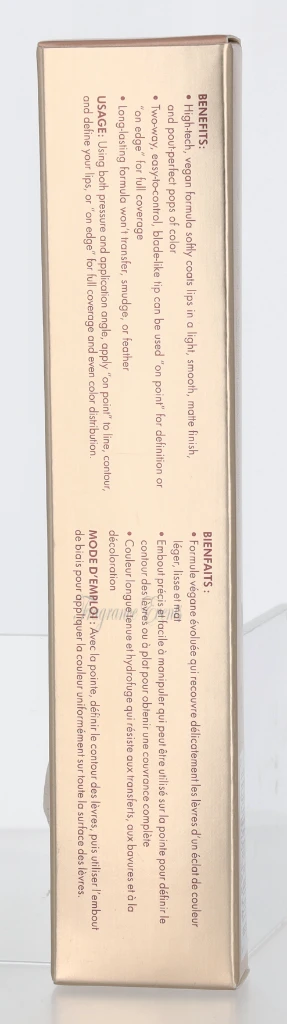 BENEFITS:
• High-tech, vegan formula softly coats lips in a light, smooth, matte finish,
and pout-perfect pops of color
• Two-way, easy-to-control, blade-like tip can be used "on point" for definition or
"on edge" for full coverage
• Long-lasting formula won't transfer, smudge, or feather
USAGE: Using both pressure and application angle, apply "on point" to line, contour,
and define your lips, or "on edge" for full coverage and even color distribution.
BIENFAITS :
• Formule végane évoluée qui recouvre délicatement les lèvres d'un éclat de couleur
léger, lisse et mat
• Embout précis et facile à manipuler qui peut être utilisé sur la pointe pour définir le
contour des lèvres ou à plat pour obtenir une couvrance complète
• Couleur longue tenue et hydrofuge qui résiste aux transferts, aux bavures et à la
décoloration
MODE D'EMPLOI : Avec la pointe, définir le contour des lèvres, puis utiliser l'embout
de biais pour appliquer la couleur uniformément sur toute la surface des lèvres.